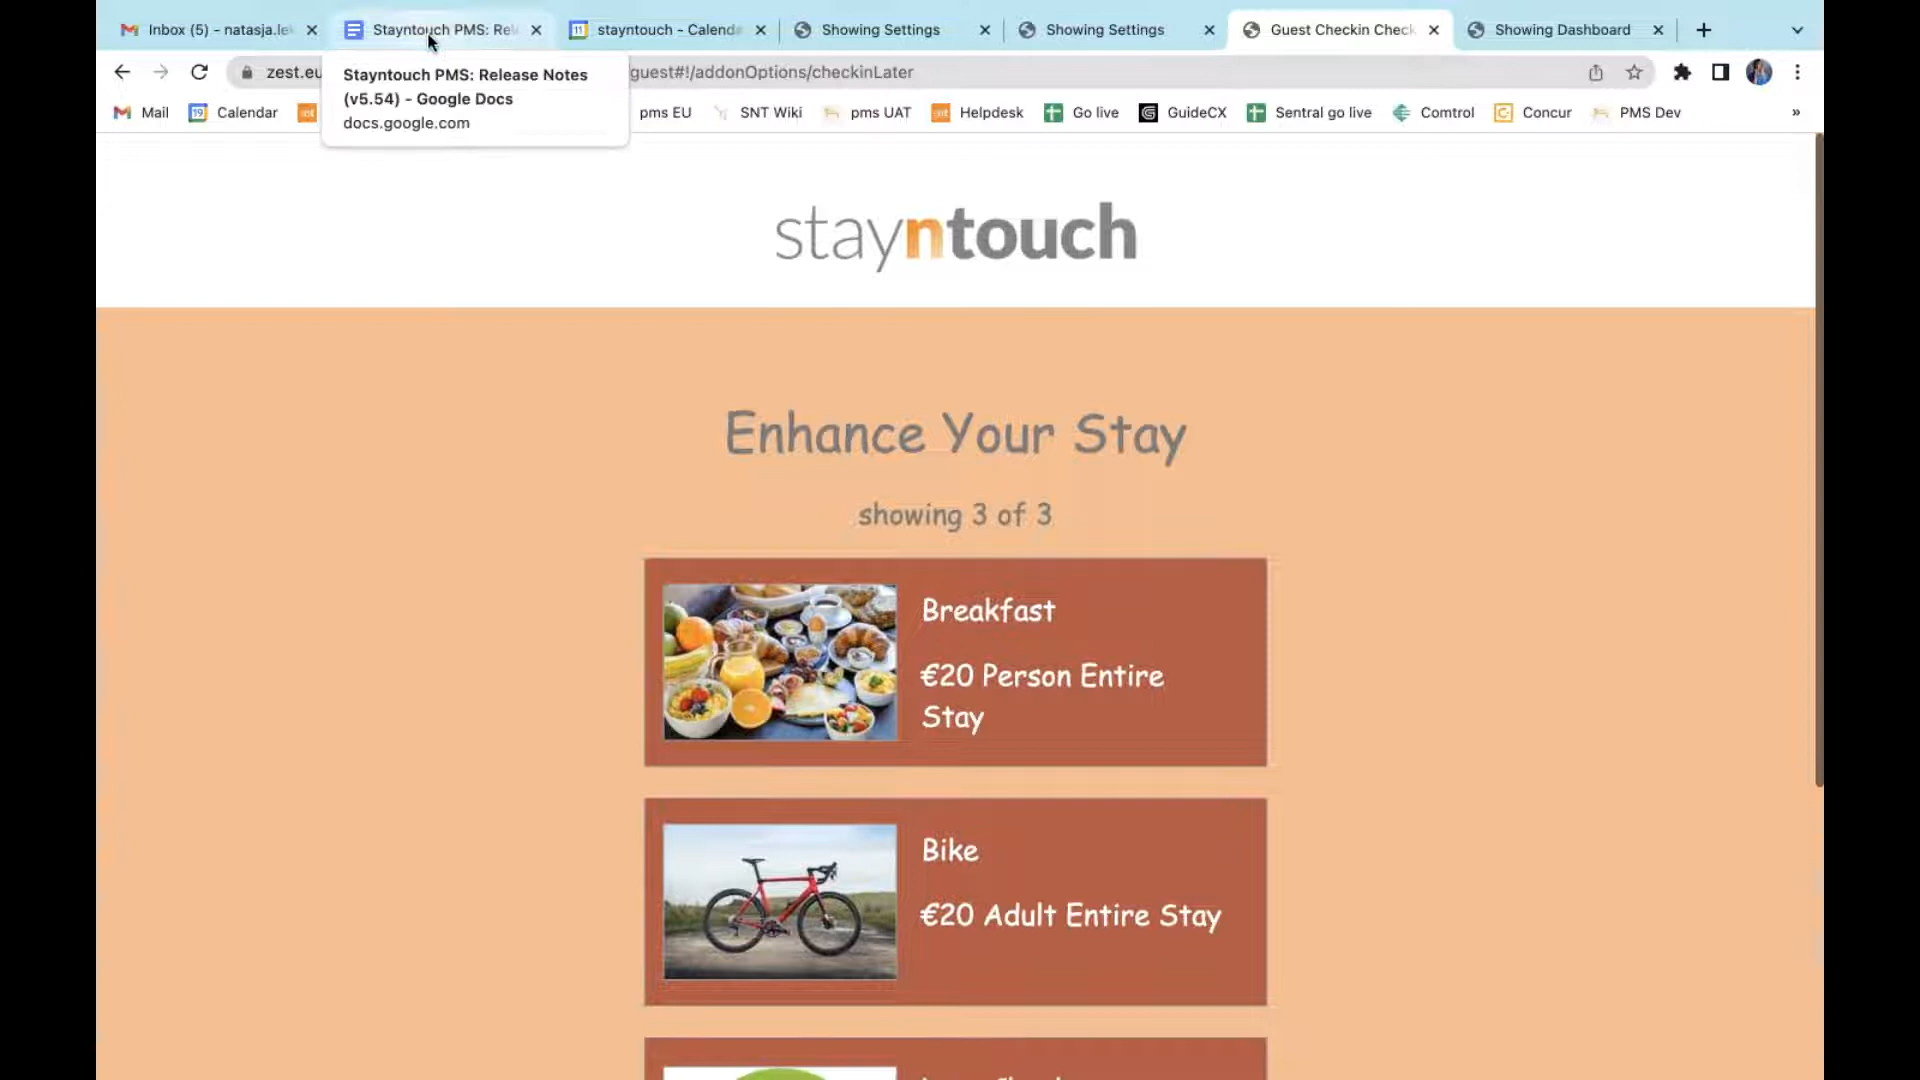 Inbox (5) - natasja.le
Stayntouch PMS: Rel
stayntouch - Calenda
Showing Settings
Showing Settings
Guest Checkin Check
Showing Dashboard
zest.eu
guest#!/addonOptions/checkinLater
Stayntouch PMS: Release Notes
(v5.54) - Google Docs
docs.google.com
Mail
Calendar
pms EU
SNT Wiki
pms UAT
Helpdesk
Go live
GuideCX
Sentral go live
Comtrol
Concur
PMS Dev
»
stayntouch
Enhance Your Stay
showing 3 of 3
Breakfast
€20 Person Entire
Stay
Bike
€20 Adult Entire Stay